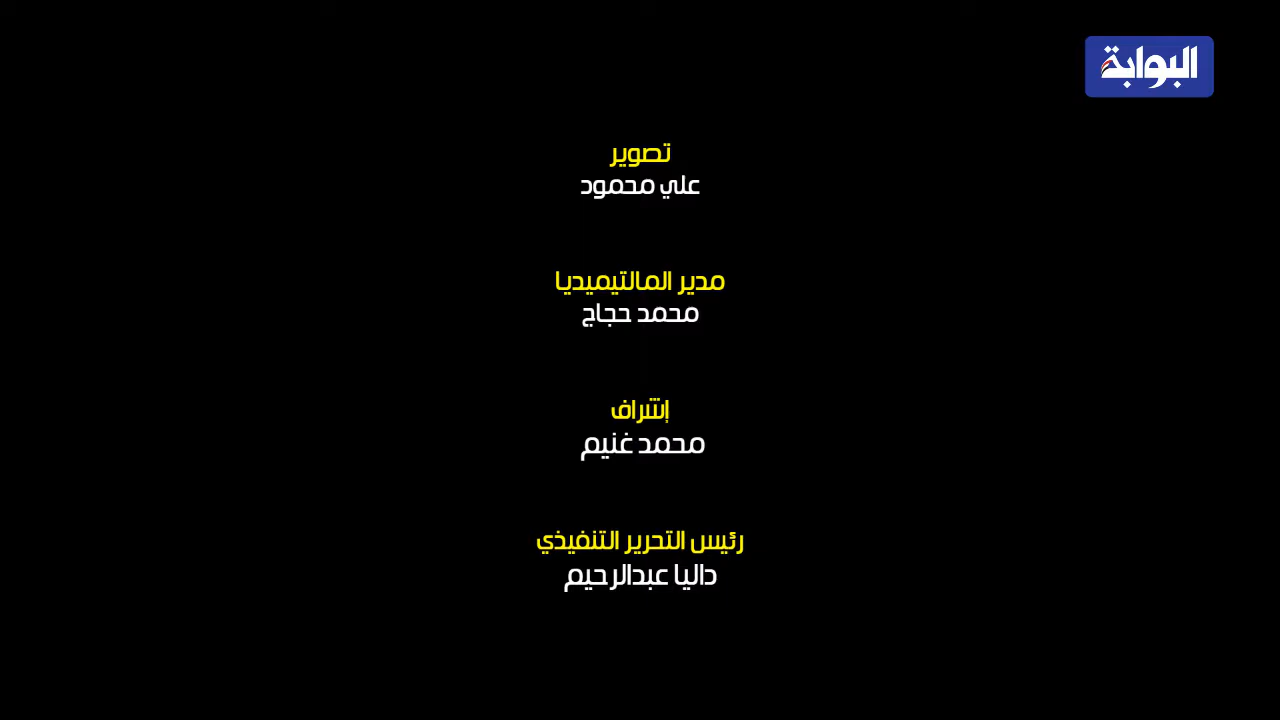 البوابة
تصوير
علي محمود
مدير المالتيميديا
محمد حجاج
إشراف
محمد غنيم
رئيس التحرير التنفيذي
داليا عبدالرحيم